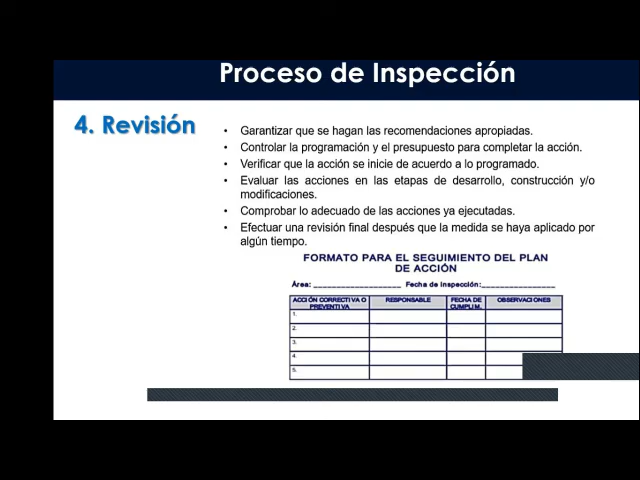 Proceso de Inspección
4. Revisión
• Garantizar que se hagan las recomendaciones apropiadas.
• Controlar la programación y el presupuesto para completar la acción.
• Verificar que la acción se inicie de acuerdo a lo programado.
• Evaluar las acciones en las etapas de desarrollo, construcción y/o
modificaciones.
• Comprobar lo adecuado de las acciones ya ejecutadas.
• Efectuar una revisión final después que la medida se haya aplicado por
algún tiempo.
FORMATO PARA EL SEGUIMIENTO DEL PLAN
DE ACCIÓN
Área: ____________________ Fecha de Inspección:_________________
ACCIÓN CORRECTIVA O PREVENTIVA RESPONSABLE FECHA DE CUMPLIM. OBSERVACIONES
1.
2.
3.
4.
5.